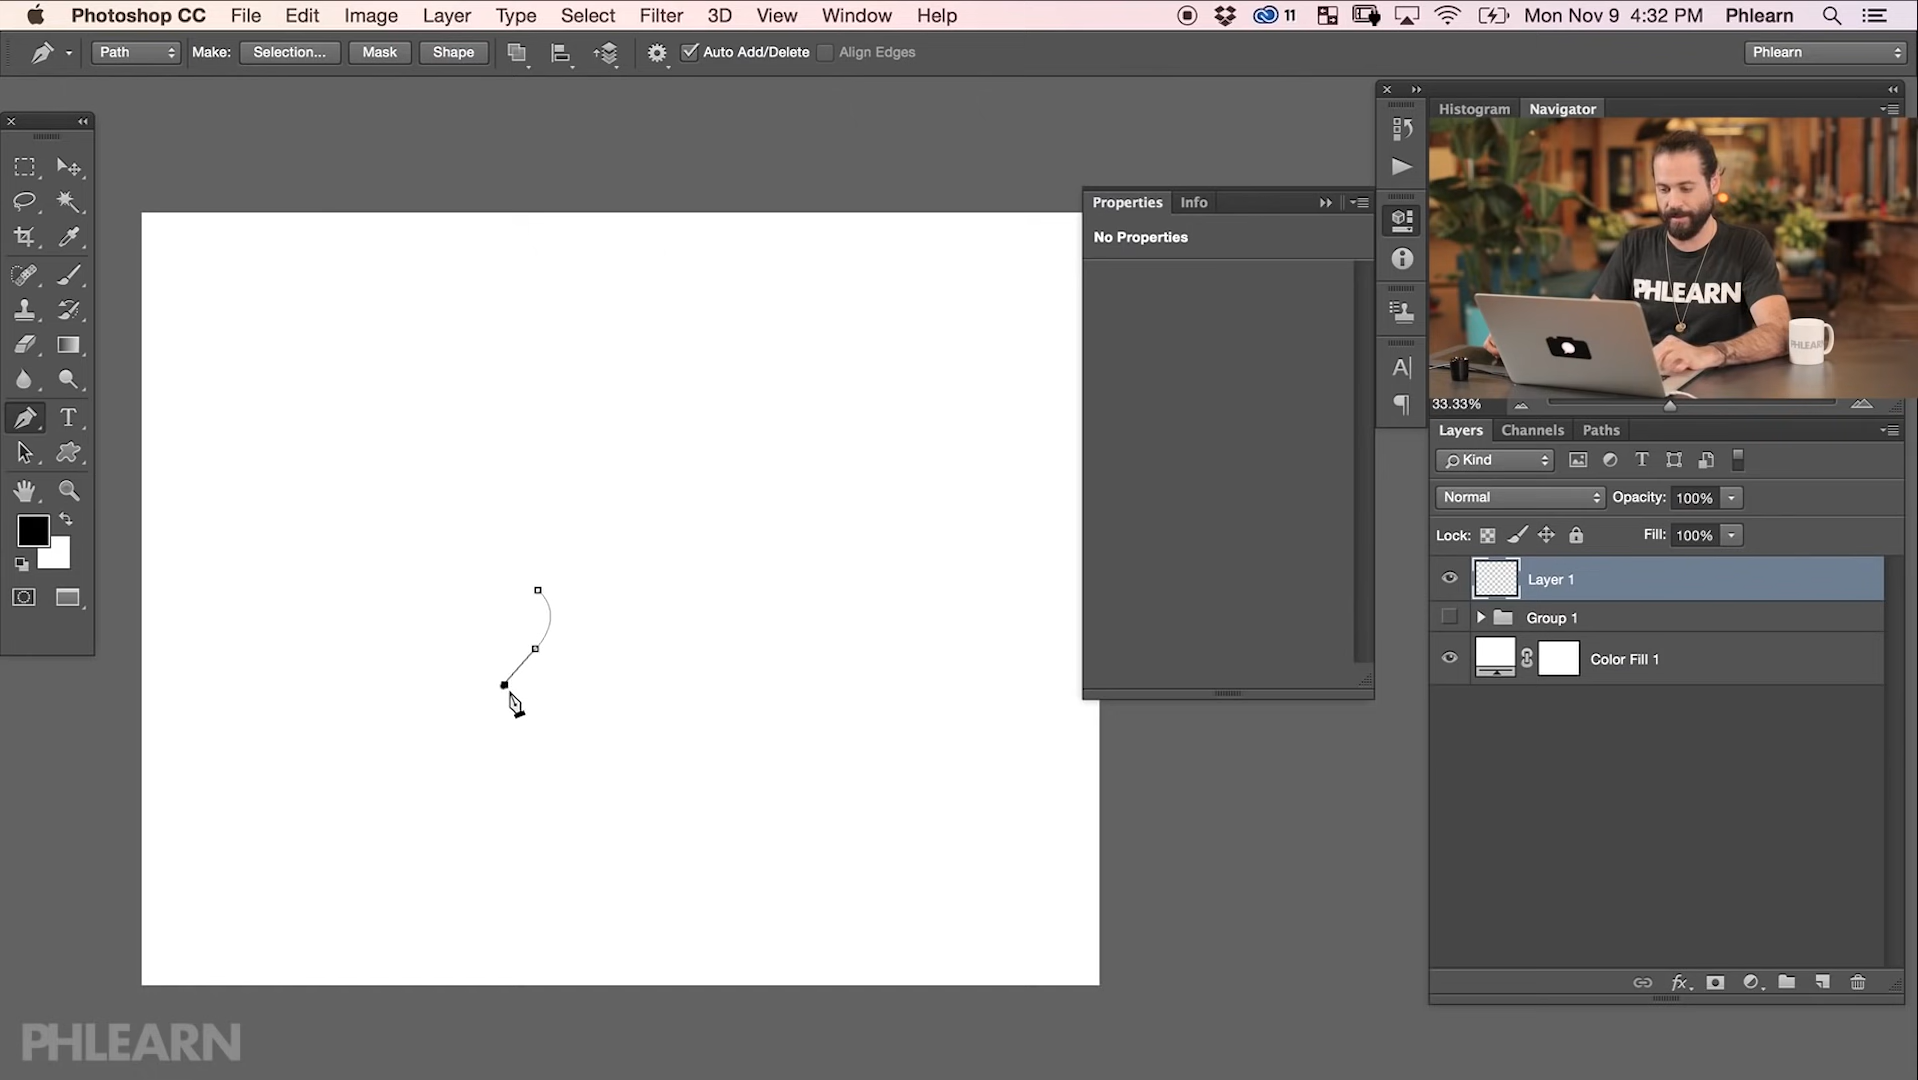 Photoshop CC File Edit Image Layer Type Select Filter 3D View Window Help 11 Mon Nov 9 4:32 PM Phlearn
Path Make: Selection... Mask Shape Auto Add/Delete Align Edges Phlearn
Histogram Navigator
Properties Info
No Properties
PHLEARN
PHLEARN
33.33%
Layers Channels Paths
Kind
Normal Opacity: 100%
Lock: Fill: 100%
Layer 1
Group 1
Color Fill 1
fx
PHLEARN